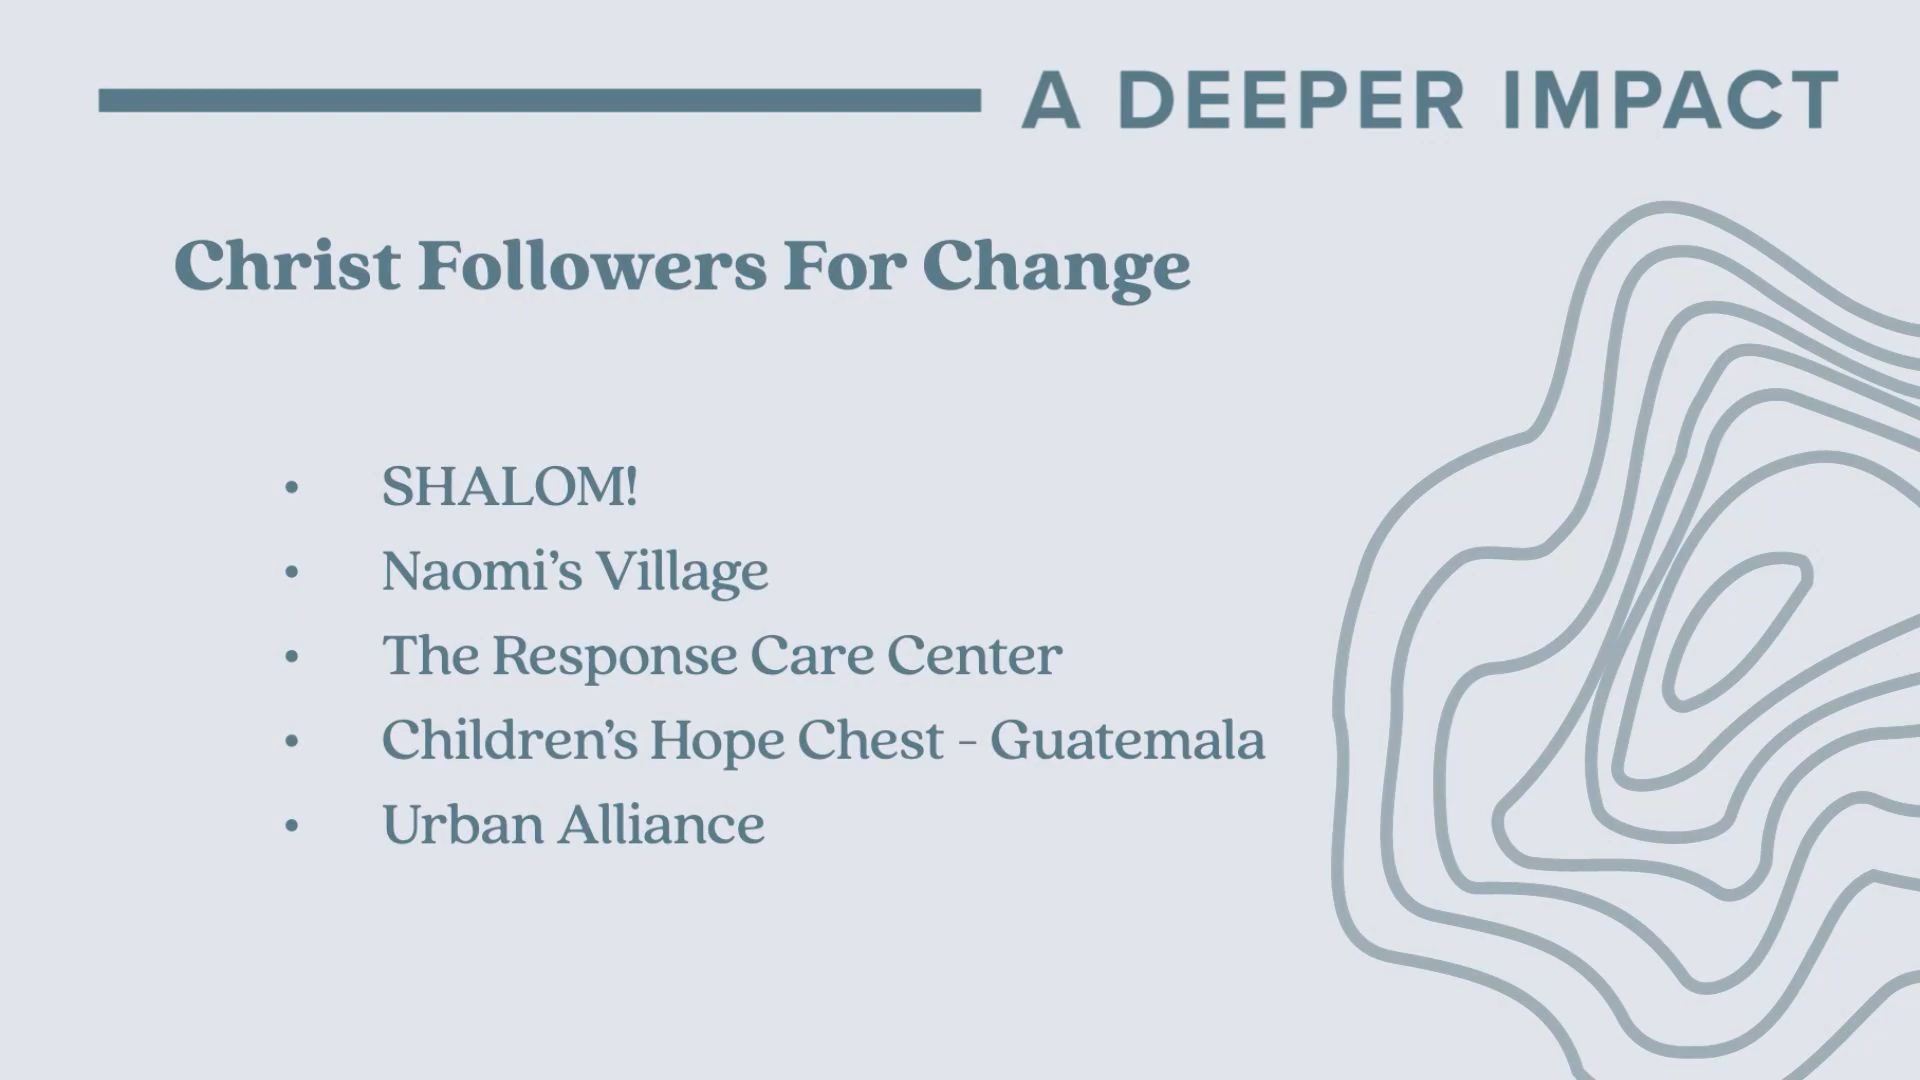 A DEEPER IMPACT
Christ Followers For Change
• SHALOM!
• Naomi’s Village
• The Response Care Center
• Children’s Hope Chest - Guatemala
• Urban Alliance